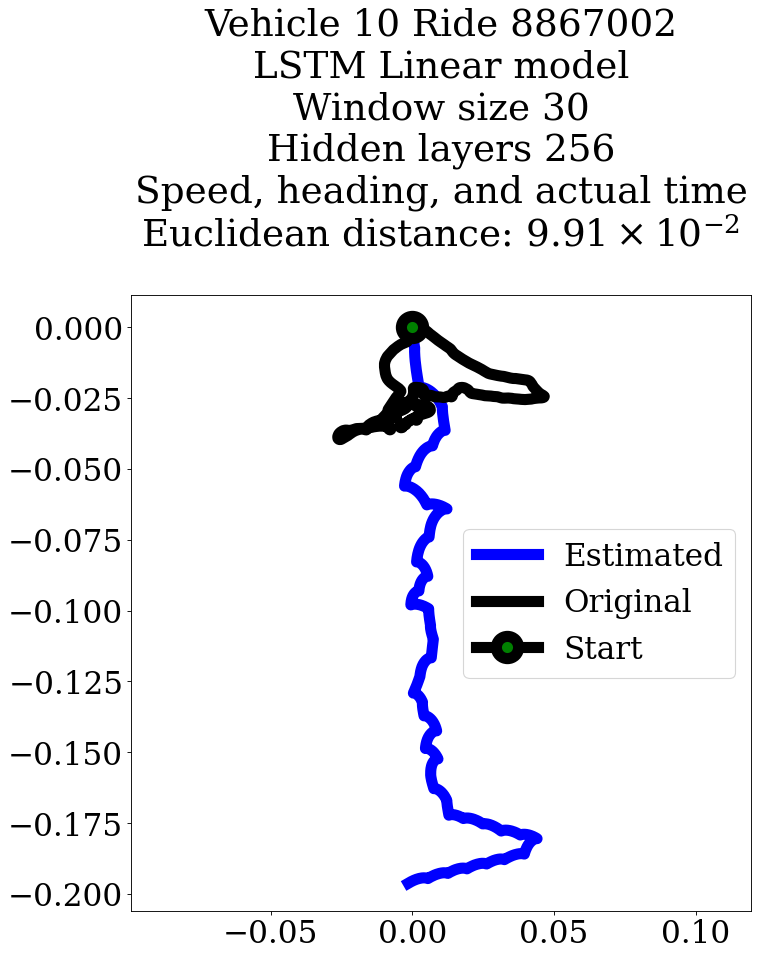 Vehicle 10 Ride 8867002
LSTM Linear model
Window size 30
Hidden layers 256
Speed, heading, and actual time
Euclidean distance: 9.91 × 10⁻²
0.000
−0.025
−0.050
−0.075
−0.100
−0.125
−0.150
−0.175
−0.200
Estimated
Original
Start
−0.05
0.00
0.05
0.10